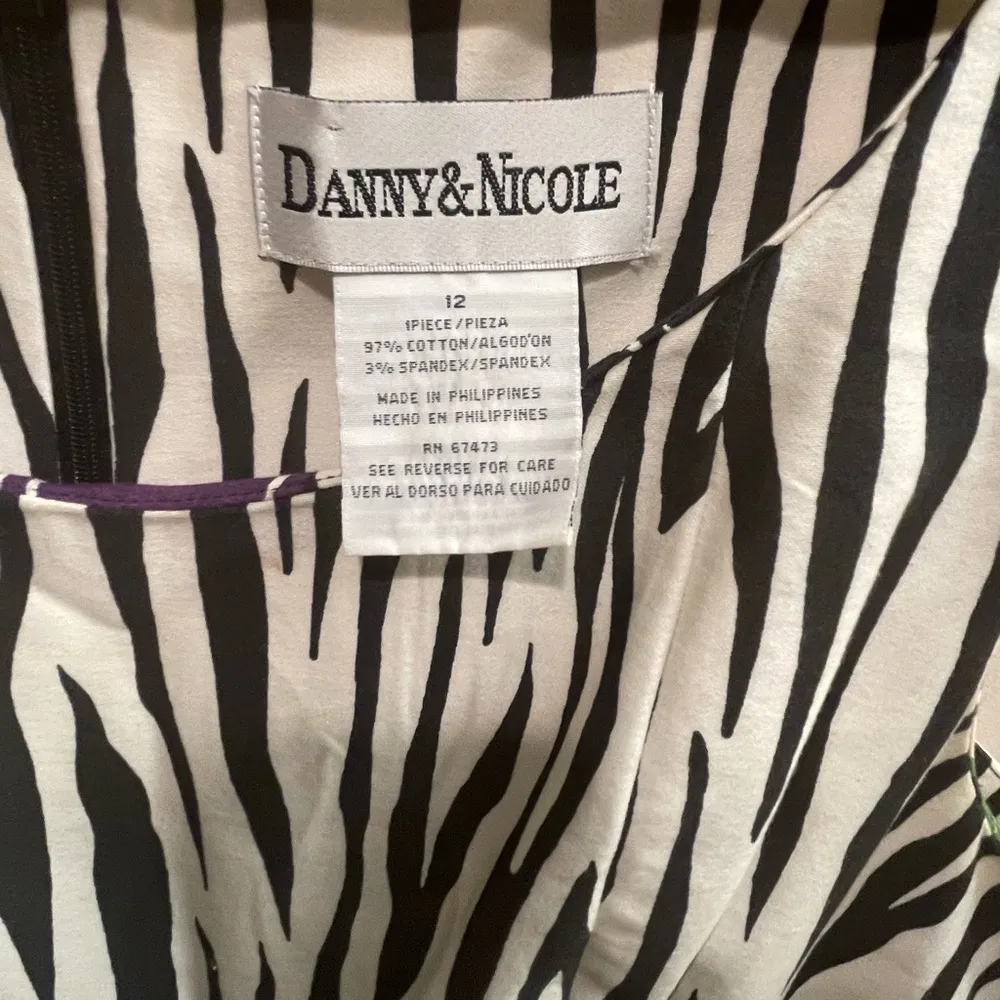 DANNY&NICOLE
12
1PIECE/PIEZA
97% COTTON/ALGOD'ON
3% SPANDEX/SPANDEX
MADE IN PHILIPPINES
HECHO EN PHILIPPINES
RN 67473
SEE REVERSE FOR CARE
VER AL DORSO PARA CUIDADO